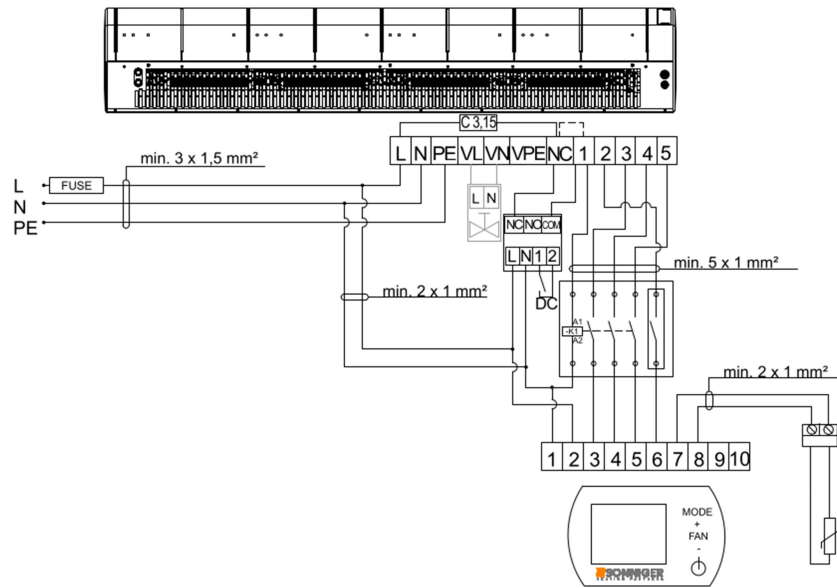 C 3,15
L N PE VL VN VPE NC 1 2 3 4 5
min. 3 x 1,5 mm²
L FUSE
N
PE
L N
NC NO COM
L N 1 2
DC
min. 5 x 1 mm²
min. 2 x 1 mm²
A1
-K1
A2
min. 2 x 1 mm²
1 2 3 4 5 6 7 8 9 10
MODE
+
FAN
-
SONNIGER